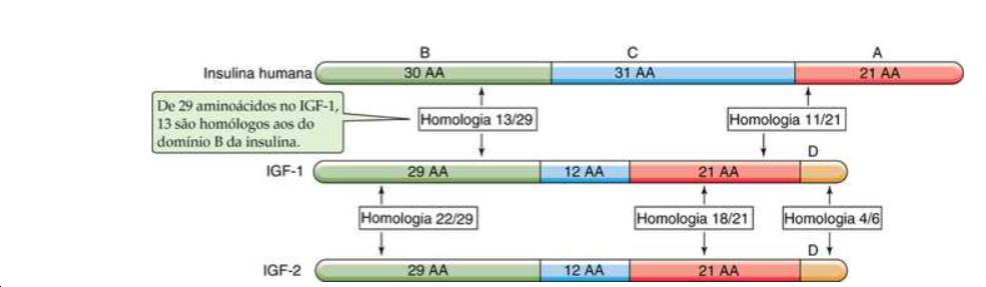 B C A
Insulina humana 30 AA 31 AA 21 AA
De 29 aminoácidos no IGF-1,
13 são homólogos aos do
domínio B da insulina.
Homologia 13/29 Homologia 11/21
D
IGF-1 29 AA 12 AA 21 AA
Homologia 22/29 Homologia 18/21 Homologia 4/6
D
IGF-2 29 AA 12 AA 21 AA